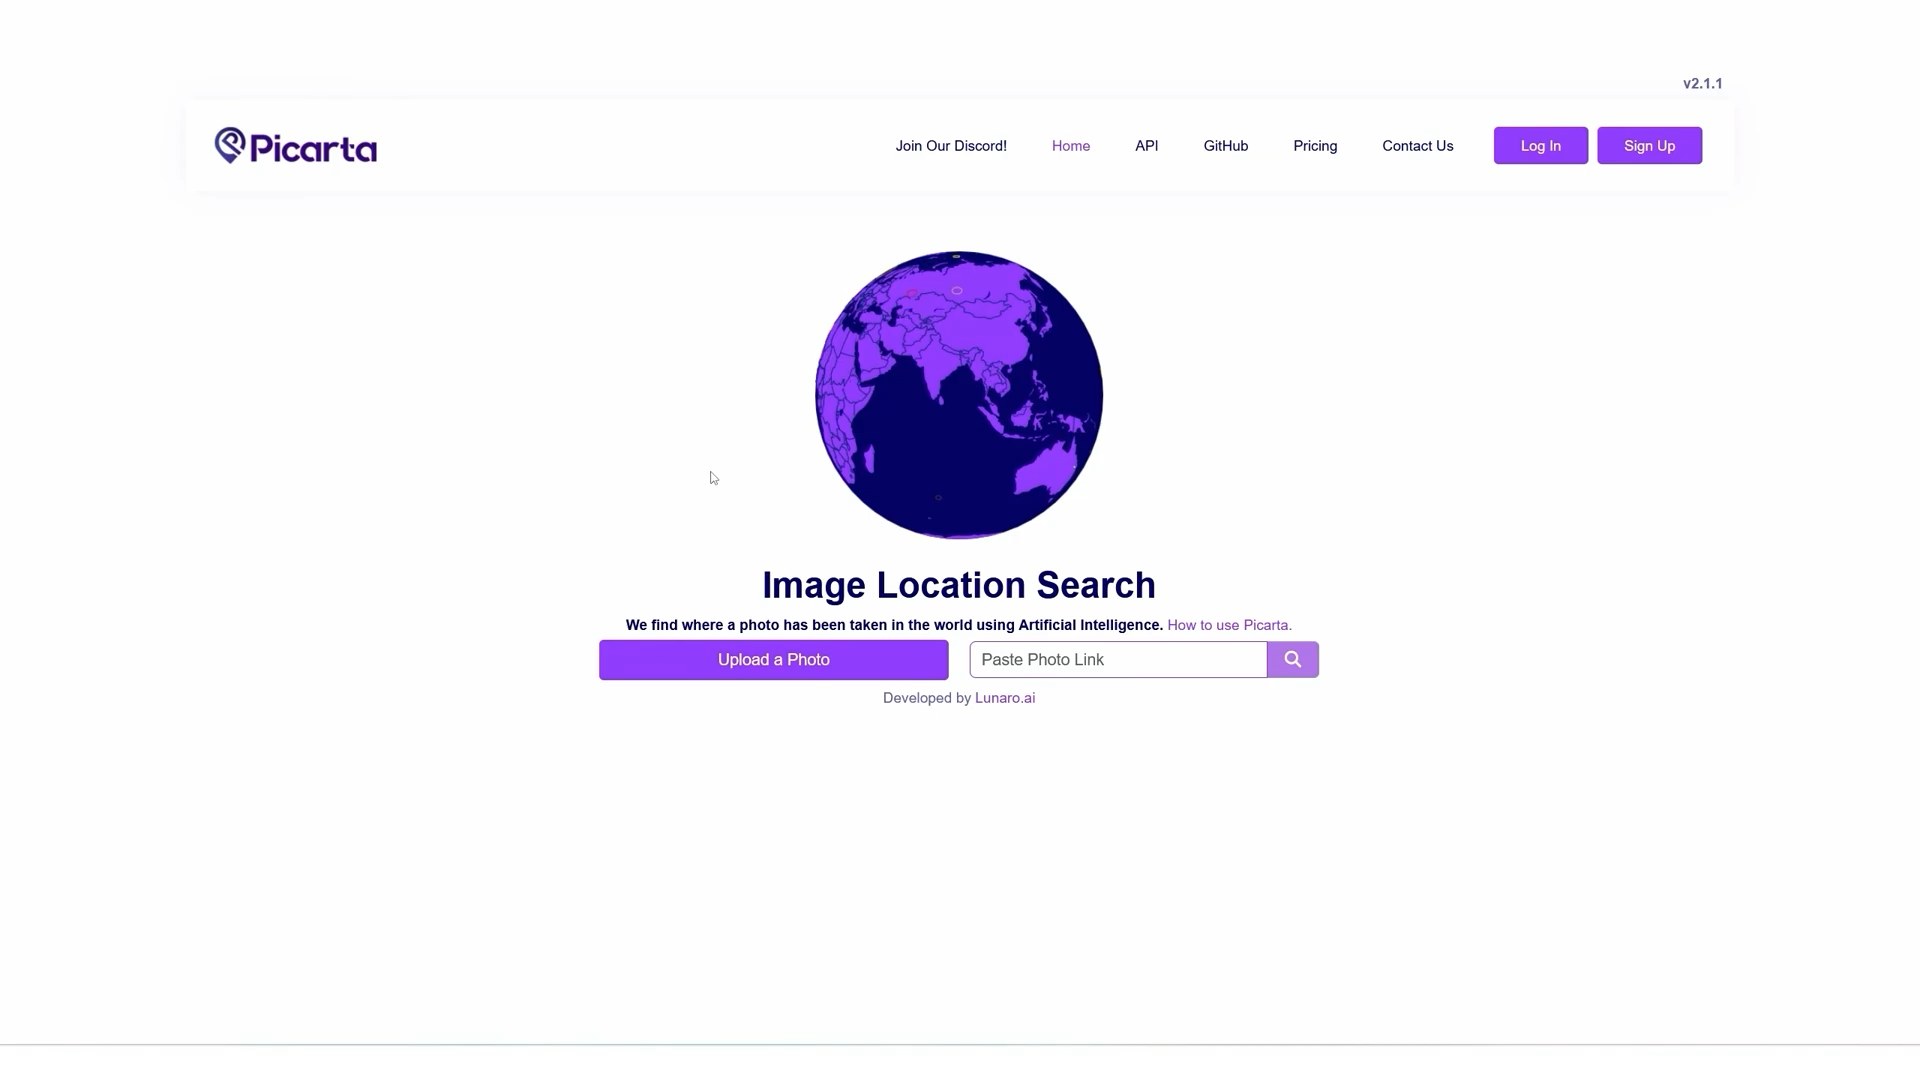 v2.1.1
Picarta
Join Our Discord! Home API GitHub Pricing Contact Us Log In Sign Up
Image Location Search
We find where a photo has been taken in the world using Artificial Intelligence. How to use Picarta.
Upload a Photo Paste Photo Link
Developed by Lunaro.ai